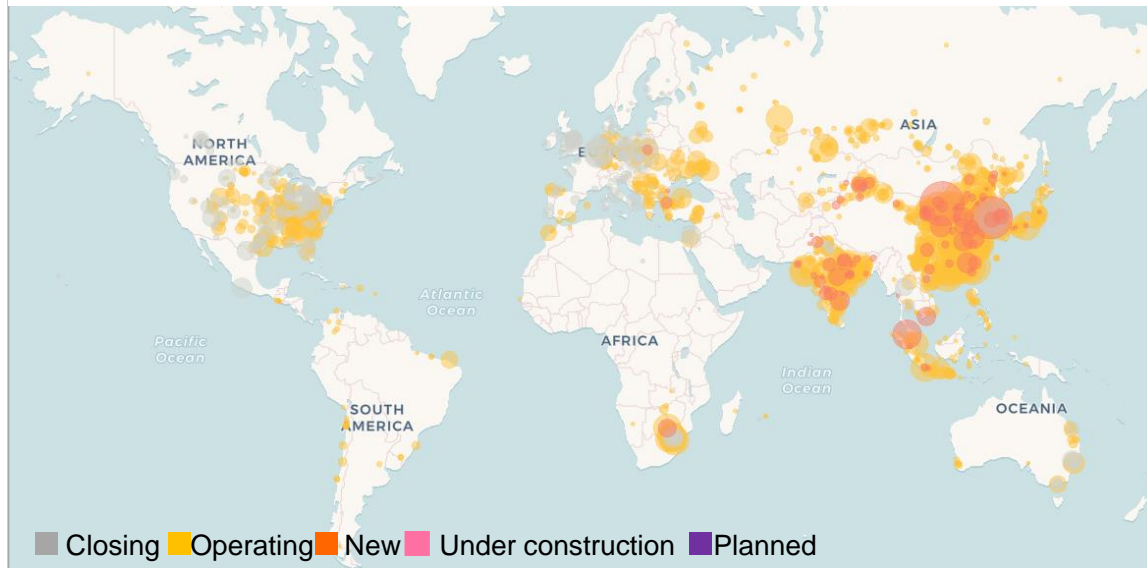 ASIA
NORTH
AMERICA
E
Atlantic
Ocean
Pacific
Ocean
AFRICA
Indian
Ocean
SOUTH
AMERICA
OCEANIA
Closing Operating New Under construction Planned